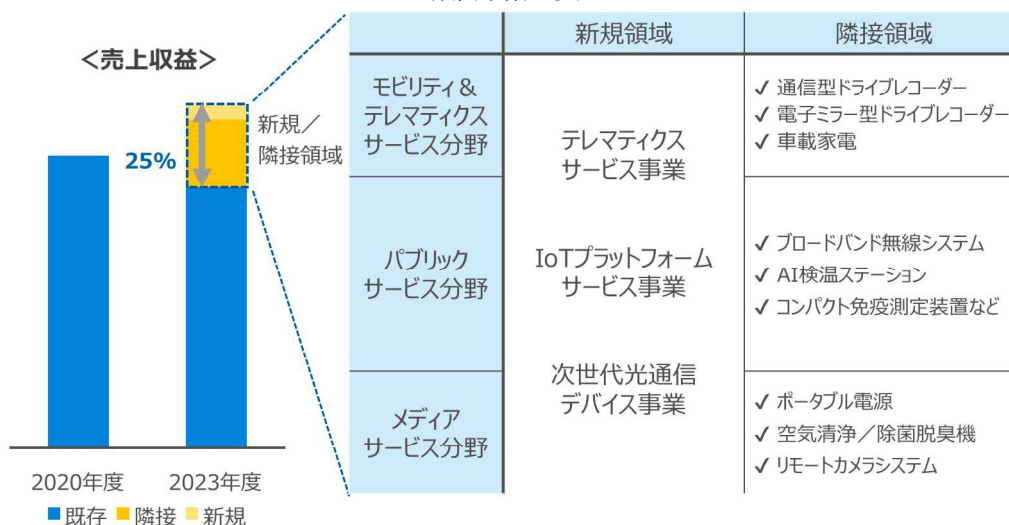 <売上収益>
25%
新規／
隣接領域
2020年度
2023年度
■既存 ■隣接 ■新規
新規領域
隣接領域
モビリティ&
テレマティクス
サービス分野
テレマティクス
サービス事業
✓ 通信型ドライブレコーダー
✓ 電子ミラー型ドライブレコーダー
✓ 車載家電
パブリック
サービス分野
IoTプラットフォーム
サービス事業
✓ ブロードバンド無線システム
✓ AI検温ステーション
✓ コンパクト免疫測定装置など
メディア
サービス分野
次世代光通信
デバイス事業
✓ ポータブル電源
✓ 空気清浄／除菌脱臭機
✓ リモートカメラシステム